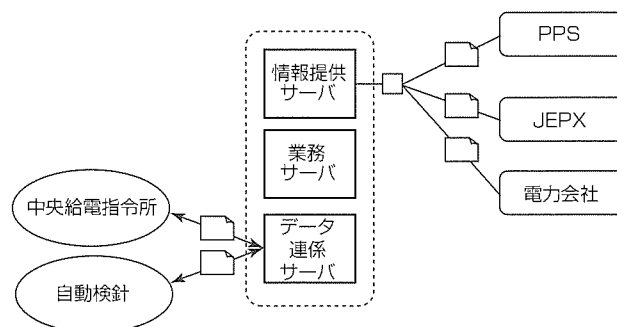 PPS
情報提供
サーバ
JEPX
業務
サーバ
電力会社
中央給電指令所
データ
連係
サーバ
自動検針